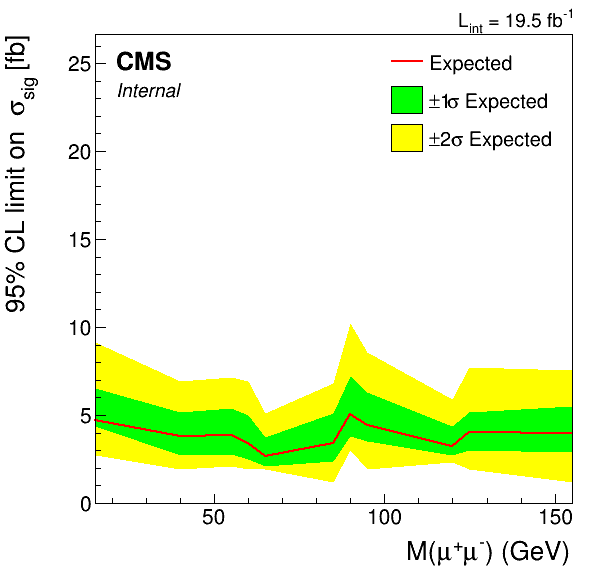 L_int = 19.5 fb^-1
95% CL limit on σ_sig [fb]
CMS
Internal
Expected
±1σ Expected
±2σ Expected
25
20
15
10
5
0
50
100
150
M(μ⁺μ⁻) (GeV)